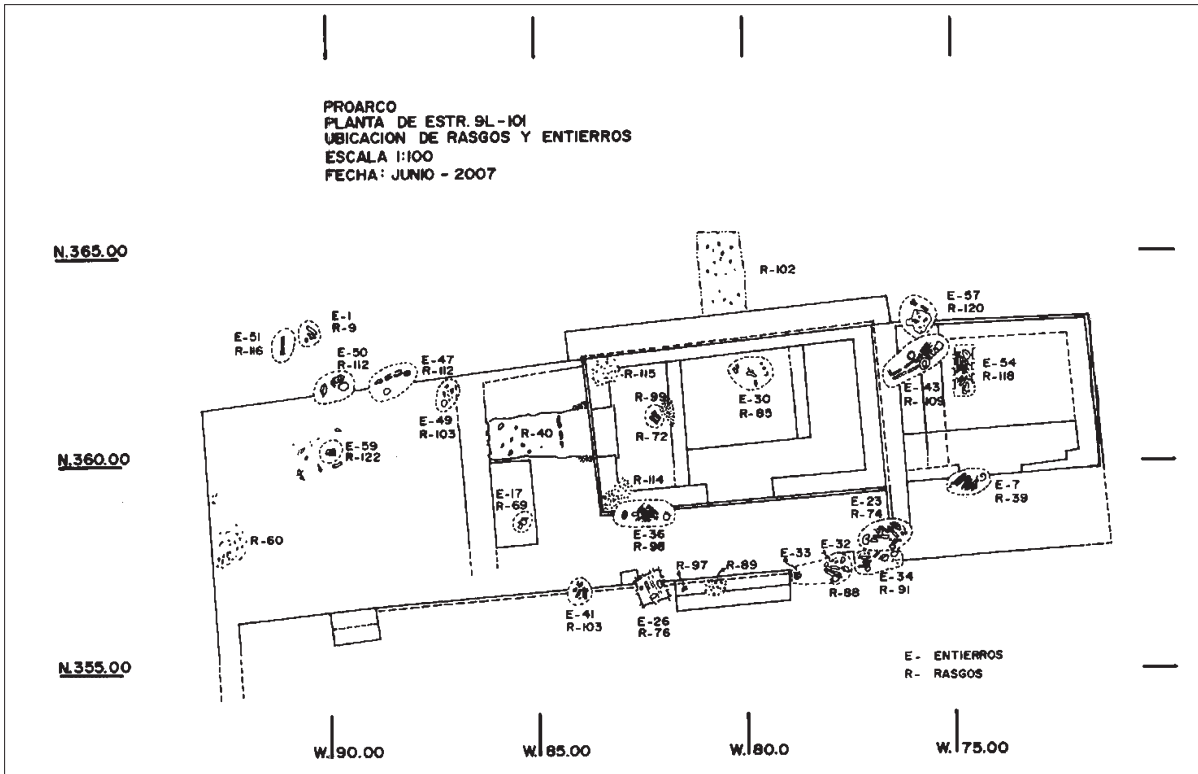 PROARCO
PLANTA DE ESTR. 9L-101
UBICACION DE RASGOS Y ENTIERROS
ESCALA 1:100
FECHA: JUNIO - 2007
N.365.00
R-102
E-57
R-120
E-1
R-9
E-51
R-116
E-50
R-112
E-47
R-112
E-54
R-118
R-115
E-43
R-109
E-30
R-85
R-99
R-72
E-49
R-103
R-40
N.360.00
E-59
R-122
R-114
E-17
R-69
E-7
R-39
E-23
R-74
E-36
R-98
R-60
E-33
E-32
R-97
R-89
E-34
R-91
R-88
E-41
R-103
E-26
R-76
E- ENTIERROS
R- RASGOS
N.355.00
W.90.00
W.85.00
W.80.0
W.75.00